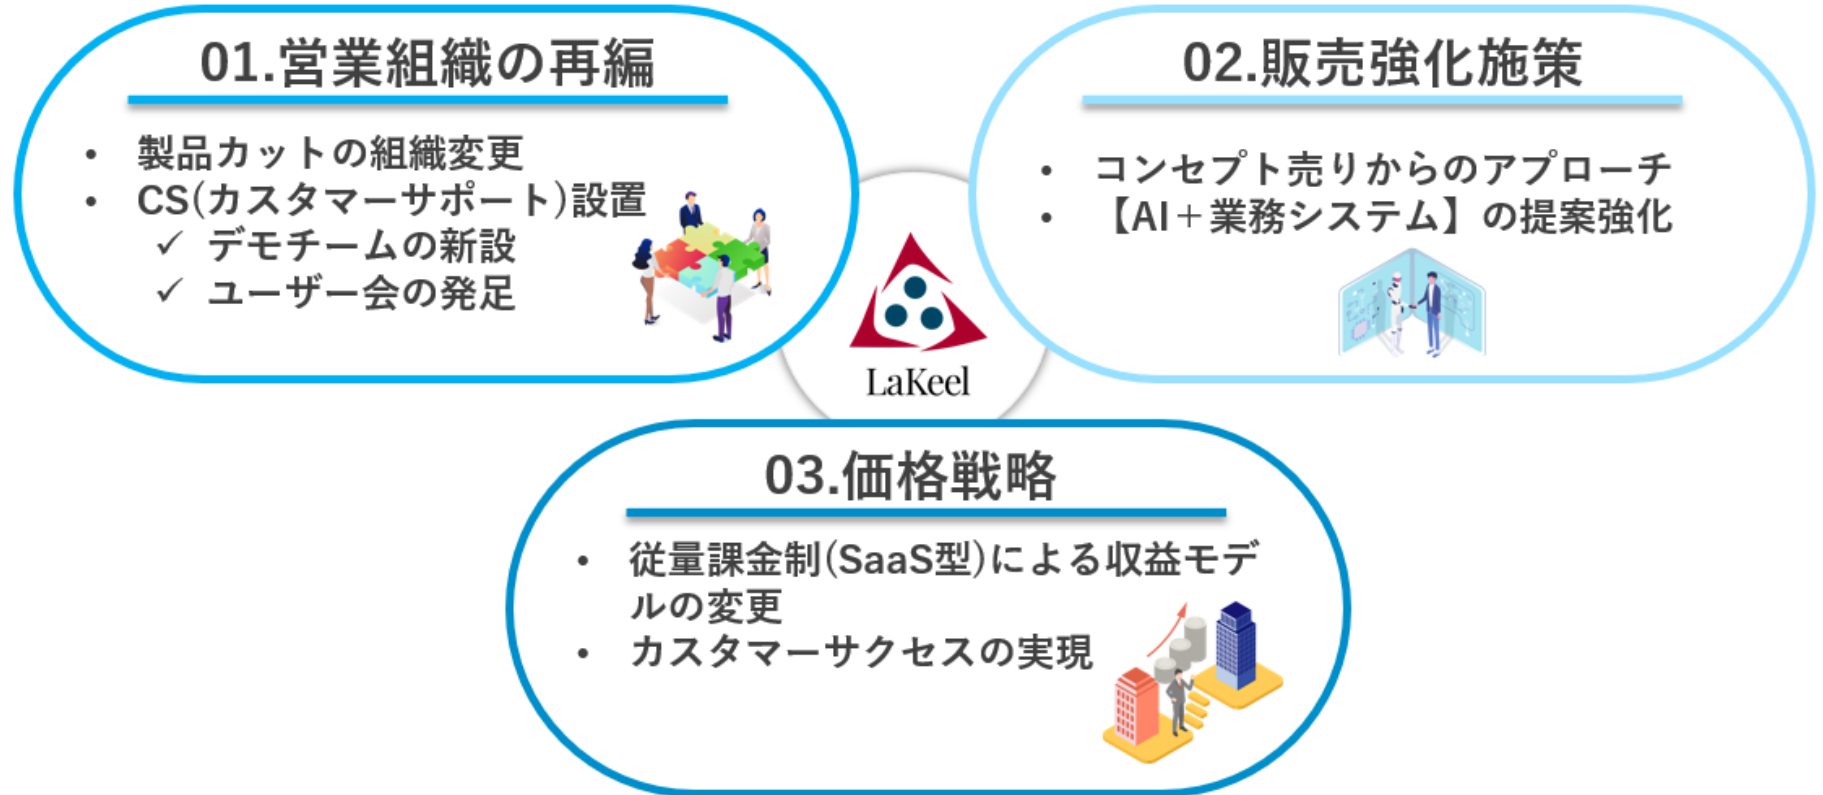 01.営業組織の再編
• 製品カットの組織変更
• CS(カスタマーサポート)設置
✓ デモチームの新設
✓ ユーザー会の発足
02.販売強化施策
• コンセプト売りからのアプローチ
• 【AI＋業務システム】の提案強化
LaKeel
03.価格戦略
• 従量課金制(SaaS型)による収益モデ
ルの変更
• カスタマーサクセスの実現